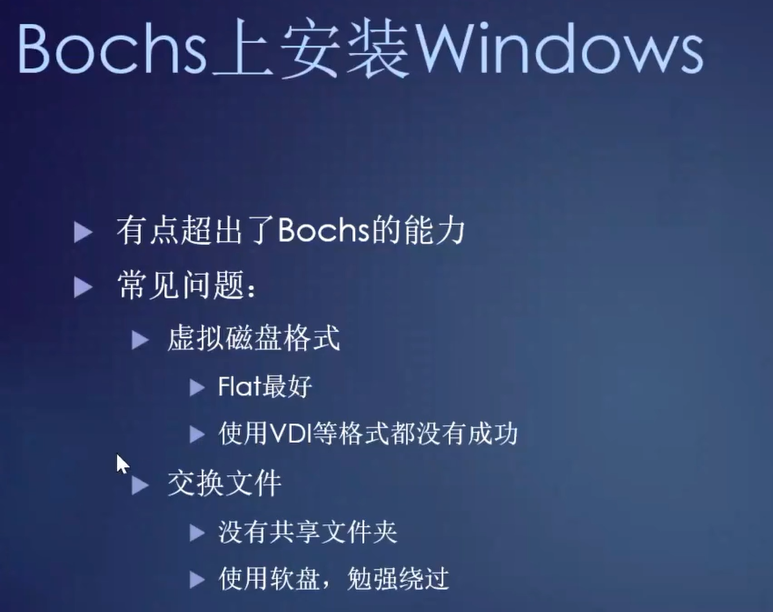 Bochs上安装Windows
有点超出了Bochs的能力
常见问题：
虚拟磁盘格式
Flat最好
使用VDI等格式都没有成功
交换文件
没有共享文件夹
使用软盘，勉强绕过